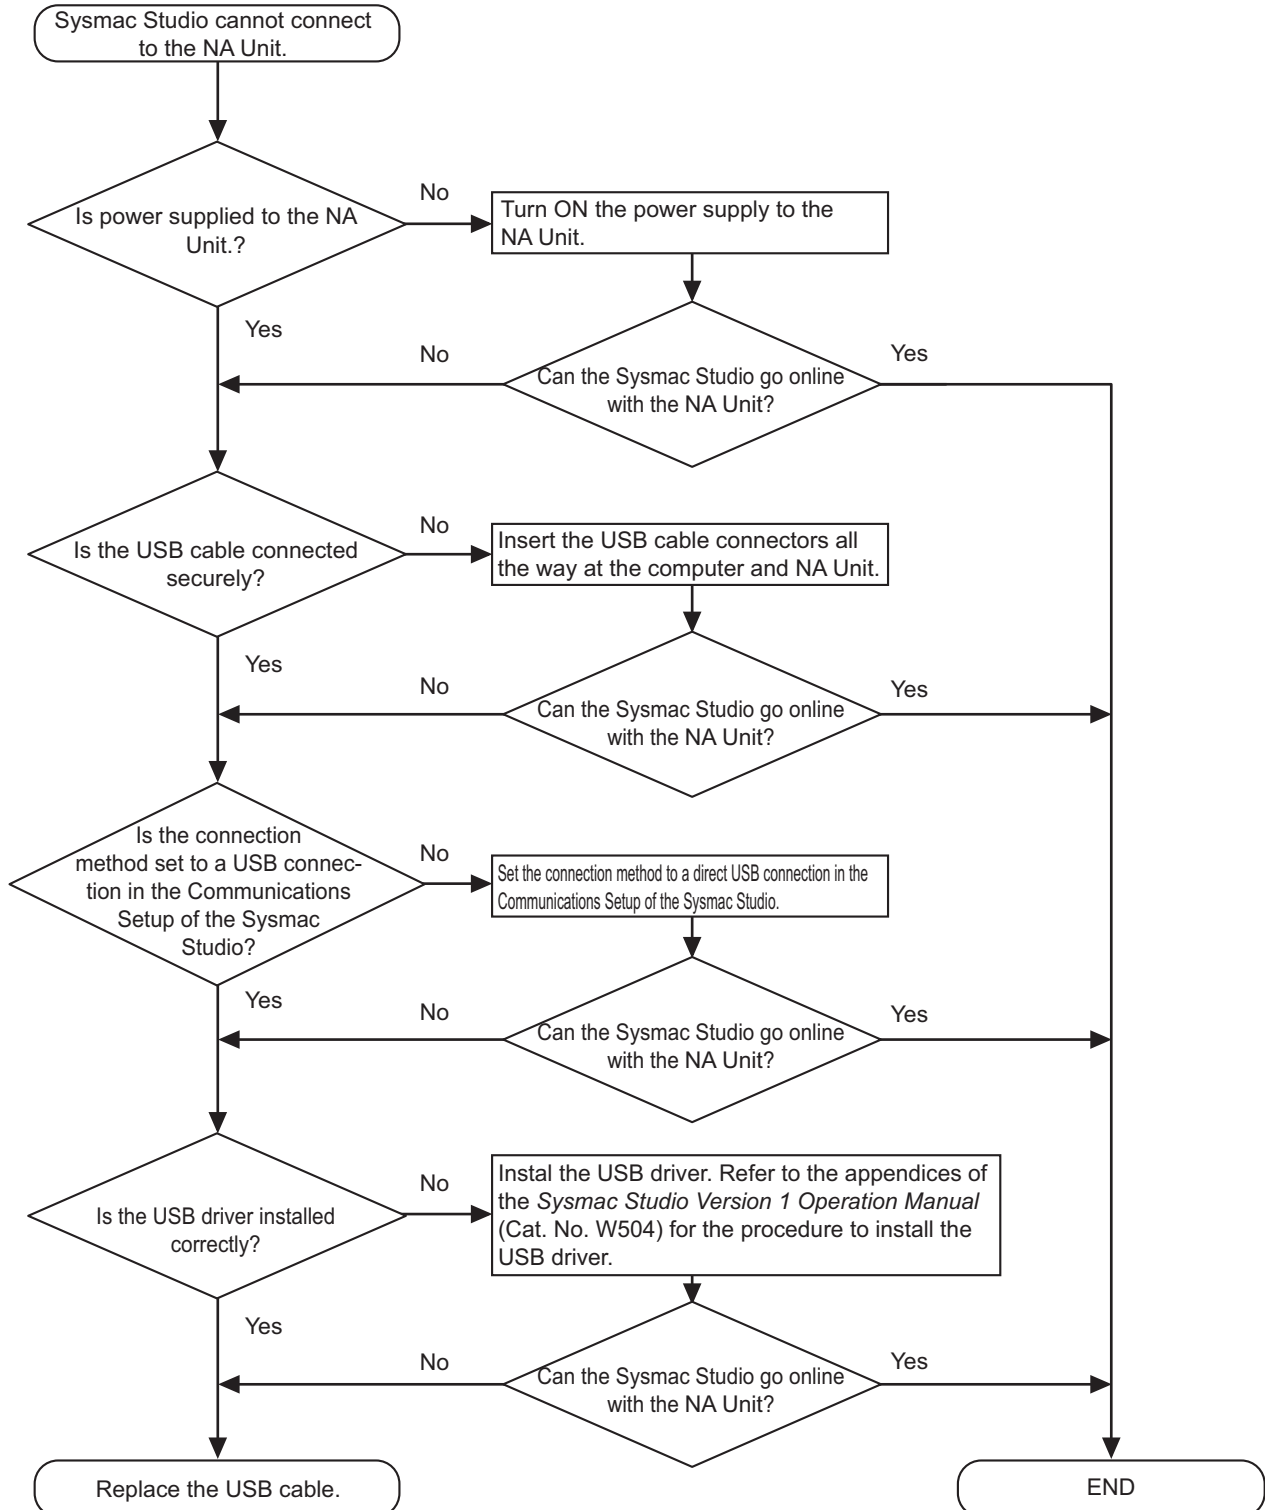 Sysmac Studio cannot connect
to the NA Unit.
No
Is power supplied to the NA
Unit.?
Turn ON the power supply to the
NA Unit.
Yes
No
Yes
Can the Sysmac Studio go online
with the NA Unit?
No
Is the USB cable connected
securely?
Insert the USB cable connectors all
the way at the computer and NA Unit.
Yes
No
Yes
Can the Sysmac Studio go online
with the NA Unit?
Is the connection
method set to a USB connec-
tion in the Communications
Setup of the Sysmac
Studio?
No
Set the connection method to a direct USB connection in the
Communications Setup of the Sysmac Studio.
Yes
No
Yes
Can the Sysmac Studio go online
with the NA Unit?
No
Is the USB driver installed
correctly?
Instal the USB driver. Refer to the appendices of
the Sysmac Studio Version 1 Operation Manual
(Cat. No. W504) for the procedure to install the
USB driver.
Yes
No
Yes
Can the Sysmac Studio go online
with the NA Unit?
Replace the USB cable.
END